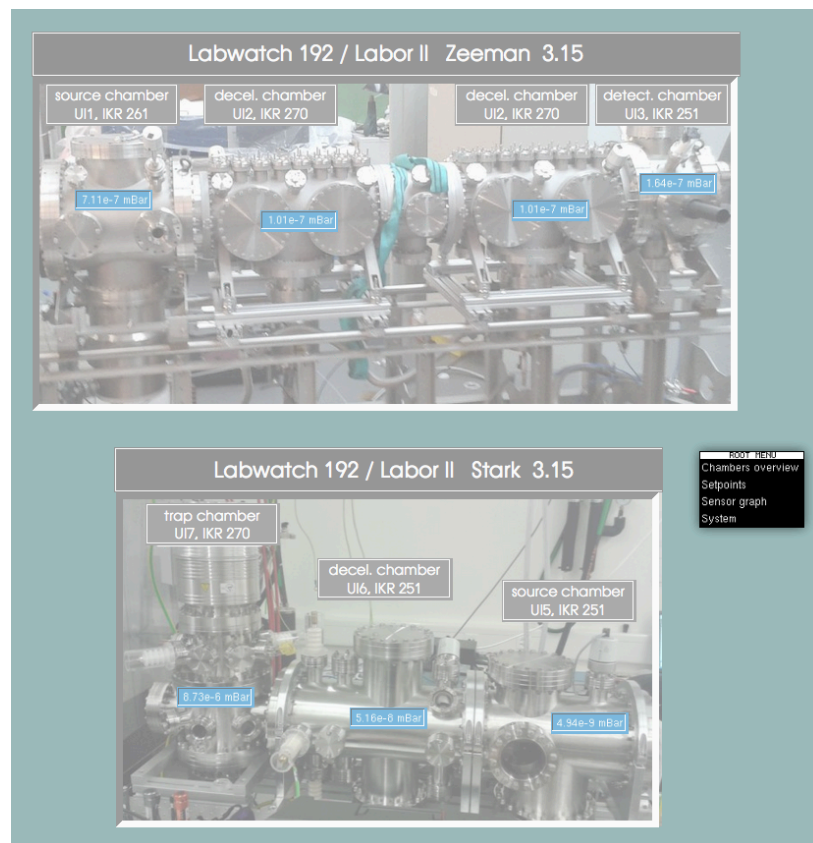 Labwatch 192 / Labor II Zeeman 3.15
source chamber
UI1, IKR 261
decel. chamber
UI2, IKR 270
decel. chamber
UI2, IKR 270
detect. chamber
UI3, IKR 251
7.11e-7 mBar
1.01e-7 mBar
1.01e-7 mBar
1.64e-7 mBar
Labwatch 192 / Labor II Stark 3.15
trap chamber
UI7, IKR 270
decel. chamber
UI6, IKR 251
source chamber
UI5, IKR 251
8.73e-6 mBar
5.16e-8 mBar
4.94e-9 mBar
ROOT MENU
Chambers overview
Setpoints
Sensor graph
System